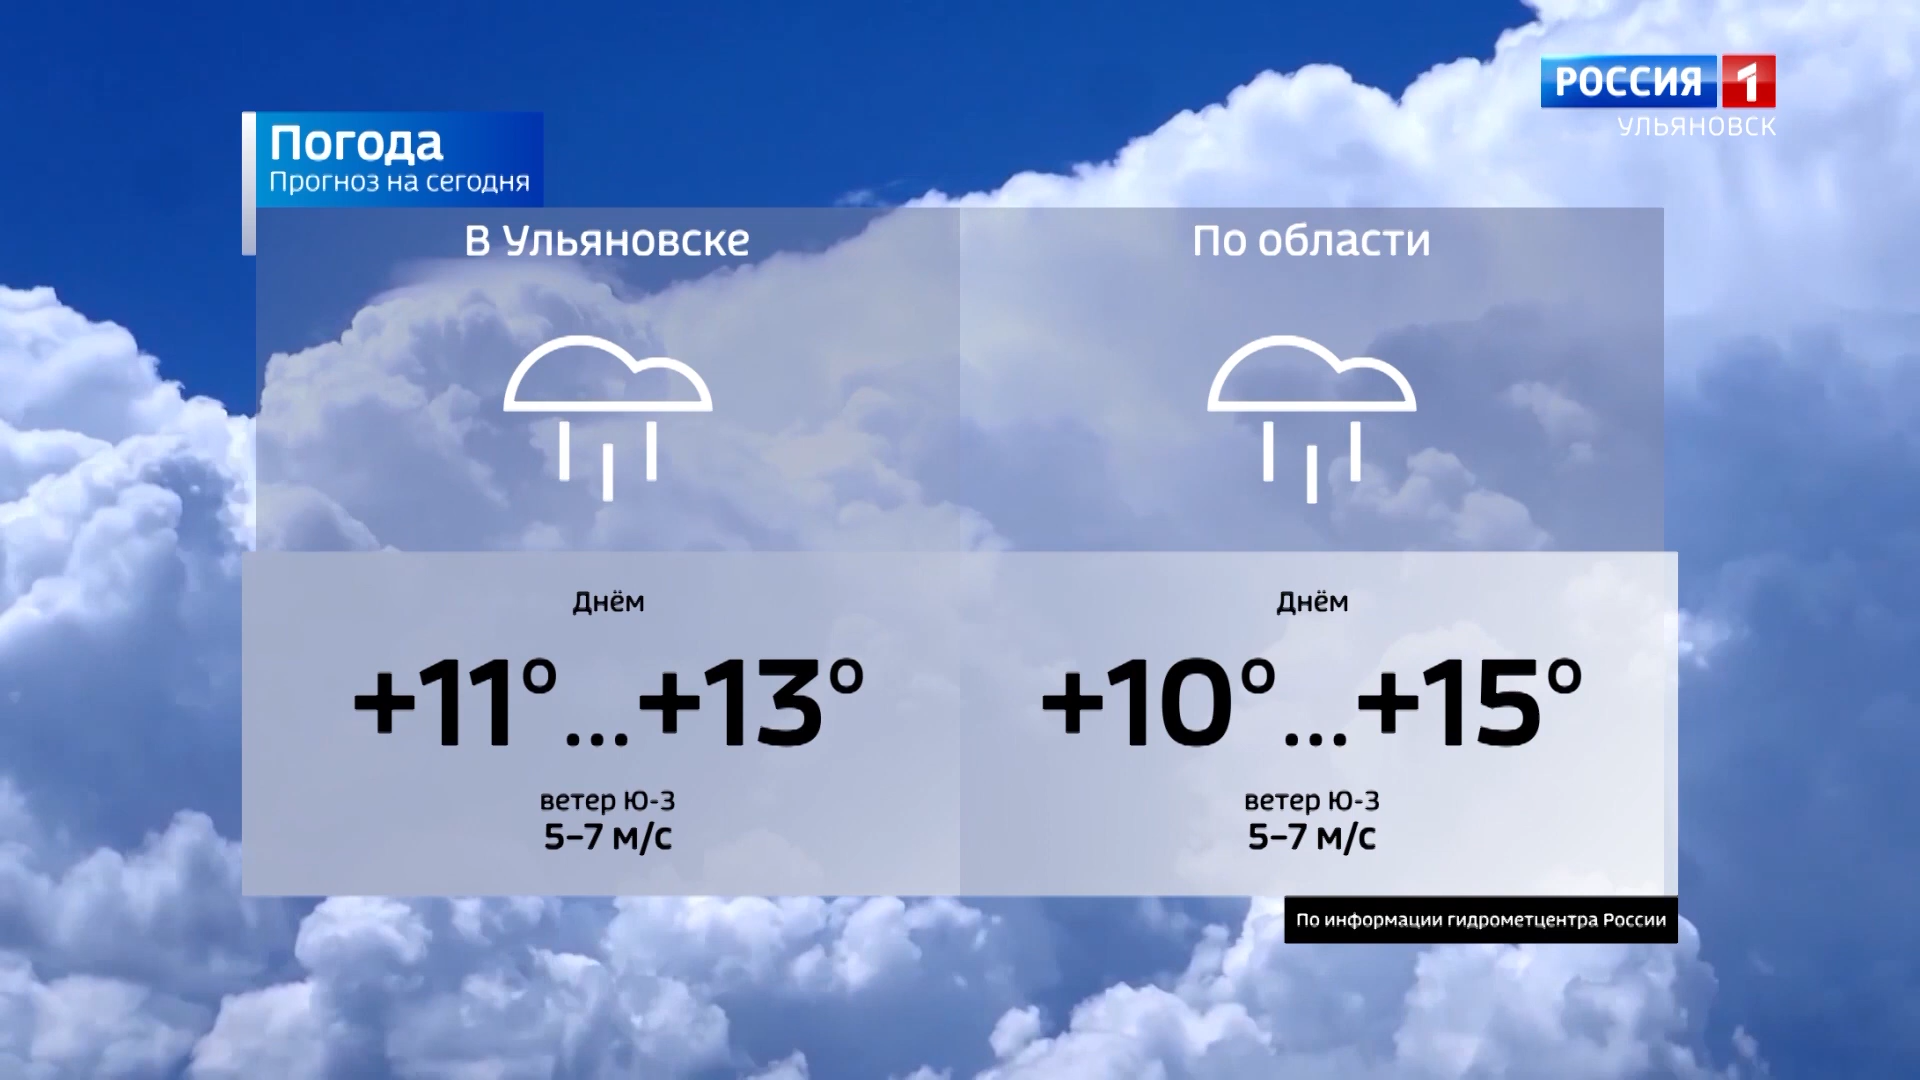 РОССИЯ 1
УЛЬЯНОВСК
Погода
Прогноз на сегодня
В Ульяновске
По области
Днём
+11°...+13°
ветер Ю-З
5–7 м/с
Днём
+10°...+15°
ветер Ю-З
5–7 м/с
По информации гидрометцентра России